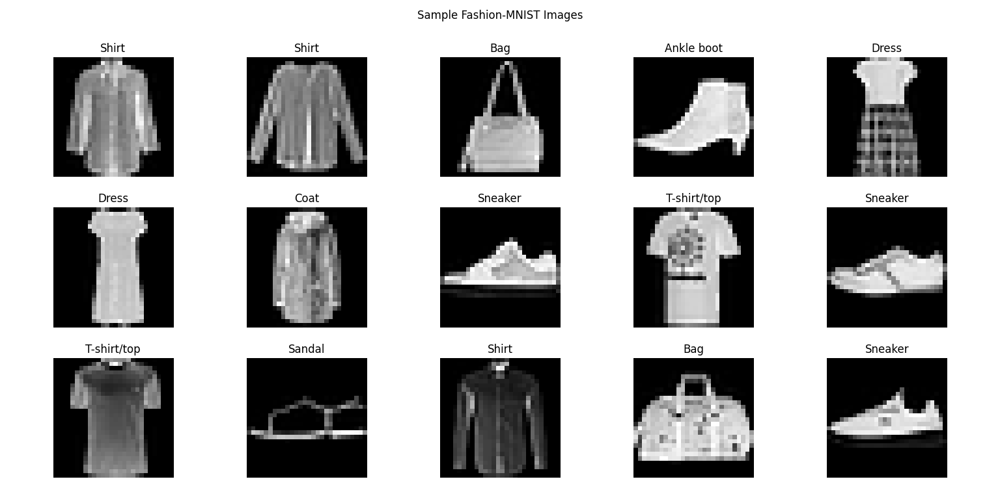 Sample Fashion-MNIST Images
Shirt
Shirt
Bag
Ankle boot
Dress
Dress
Coat
Sneaker
T-shirt/top
Sneaker
T-shirt/top
Sandal
Shirt
Bag
Sneaker